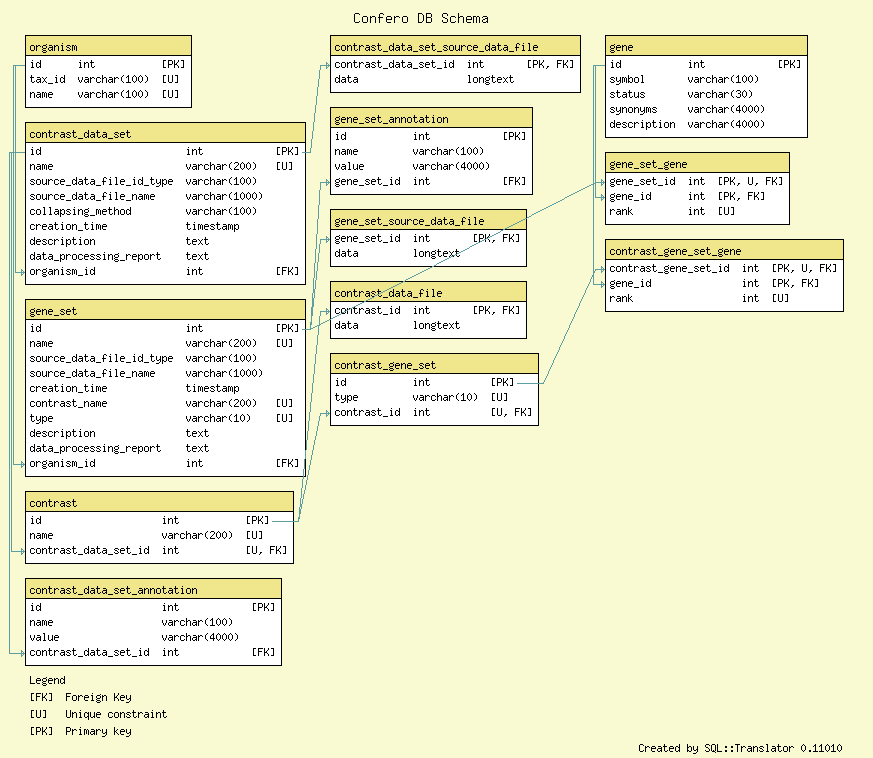 Confero DB Schema
organism
id int [PK]
tax_id varchar(100) [U]
name varchar(100) [U]
contrast_data_set
id int [PK]
name varchar(200) [U]
source_data_file_id_type varchar(100)
source_data_file_name varchar(1000)
collapsing_method varchar(100)
creation_time timestamp
description text
data_processing_report text
organism_id int [FK]
gene_set
id int [PK]
name varchar(200) [U]
source_data_file_id_type varchar(100)
source_data_file_name varchar(1000)
creation_time timestamp
contrast_name varchar(200) [U]
type varchar(10) [U]
description text
data_processing_report text
organism_id int [FK]
contrast
id int [PK]
name varchar(200) [U]
contrast_data_set_id int [U, FK]
contrast_data_set_annotation
id int [PK]
name varchar(100)
value varchar(4000)
contrast_data_set_id int [FK]
contrast_data_set_source_data_file
contrast_data_set_id int [PK, FK]
data longtext
gene_set_annotation
id int [PK]
name varchar(100)
value varchar(4000)
gene_set_id int [FK]
gene_set_source_data_file
gene_set_id int [PK, FK]
data longtext
contrast_data_file
contrast_id int [PK, FK]
data longtext
contrast_gene_set
id int [PK]
type varchar(10) [U]
contrast_id int [U, FK]
gene
id int [PK]
symbol varchar(100)
status varchar(30)
synonyms varchar(4000)
description varchar(4000)
gene_set_gene
gene_set_id int [PK, U, FK]
gene_id int [PK, FK]
rank int [U]
contrast_gene_set_gene
contrast_gene_set_id int [PK, U, FK]
gene_id int [PK, FK]
rank int [U]
Legend
[FK] Foreign Key
[U] Unique constraint
[PK] Primary key
Created by SQL::Translator 0.11010